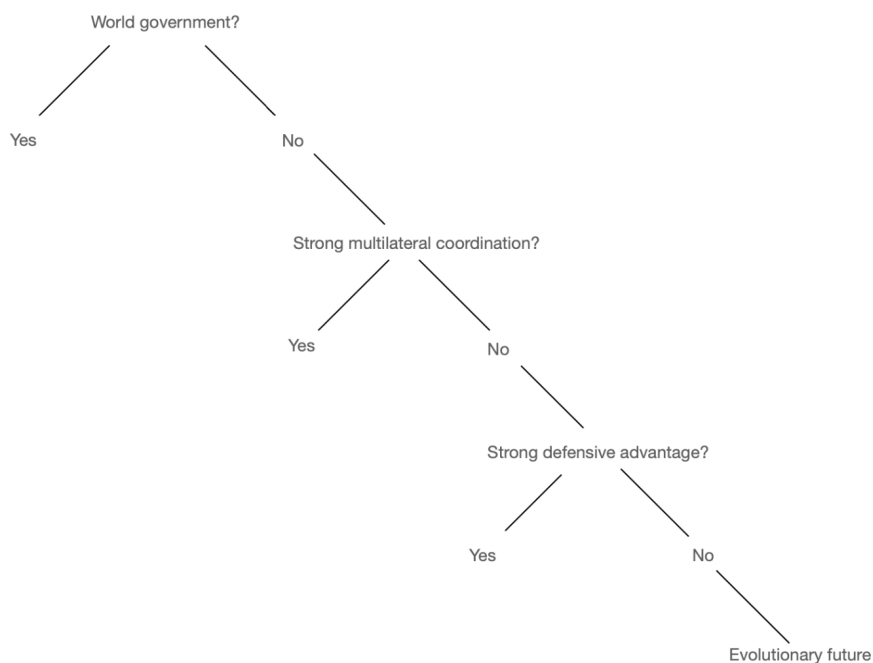 World government?
Yes
No
Strong multilateral coordination?
Yes
No
Strong defensive advantage?
Yes
No
Evolutionary future